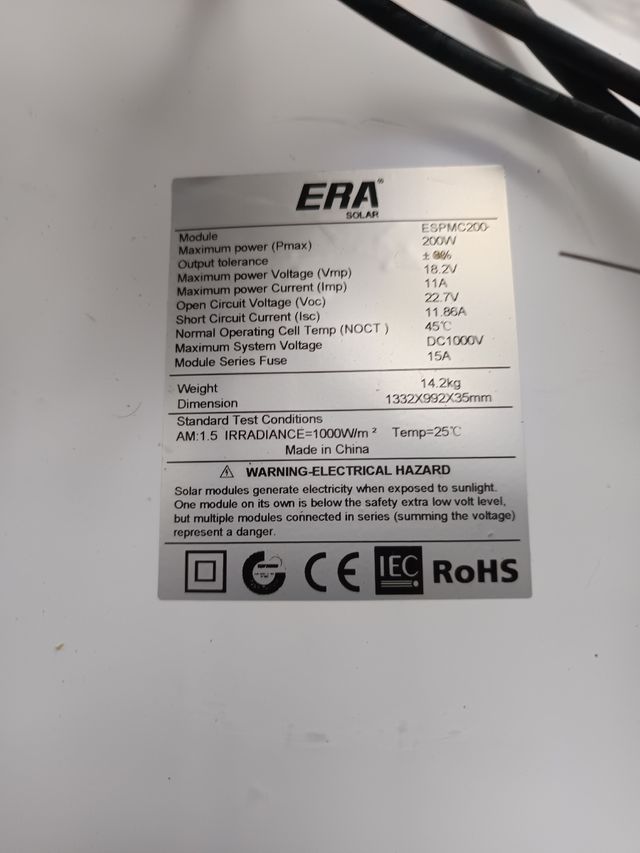 ERA®
SOLAR
Module ESPMC200
Maximum power (Pmax) 200W
Output tolerance ±
Maximum power Voltage (Vmp) 18.2V
Maximum power Current (Imp) 11A
Open Circuit Voltage (Voc) 22.7V
Short Circuit Current (Isc) 11.86A
Normal Operating Cell Temp (NOCT ) 45℃
Maximum System Voltage DC1000V
Module Series Fuse 15A
Weight 14.2kg
Dimension 1332X992X35mm
Standard Test Conditions
AM:1.5 IRRADIANCE=1000W/m² Temp=25℃
Made in China
WARNING-ELECTRICAL HAZARD
Solar modules generate electricity when exposed to sunlight.
One module on its own is below the safety extra low volt level,
but multiple modules connected in series (summing the voltage)
represent a danger.
CE IEC RoHS